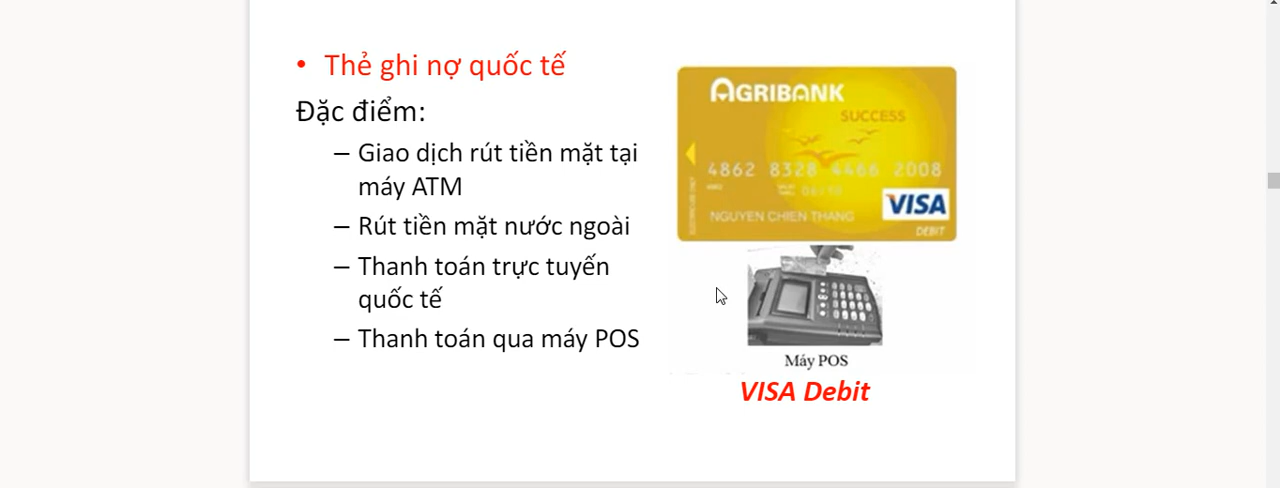 • Thẻ ghi nợ quốc tế
Đặc điểm:
– Giao dịch rút tiền mặt tại
máy ATM
– Rút tiền mặt nước ngoài
– Thanh toán trực tuyến
quốc tế
– Thanh toán qua máy POS
AGRIBANK
SUCCESS
4862 8328 4466 2008
NGUYEN CHIEN THANG
VISA
DEBIT
Máy POS
VISA Debit